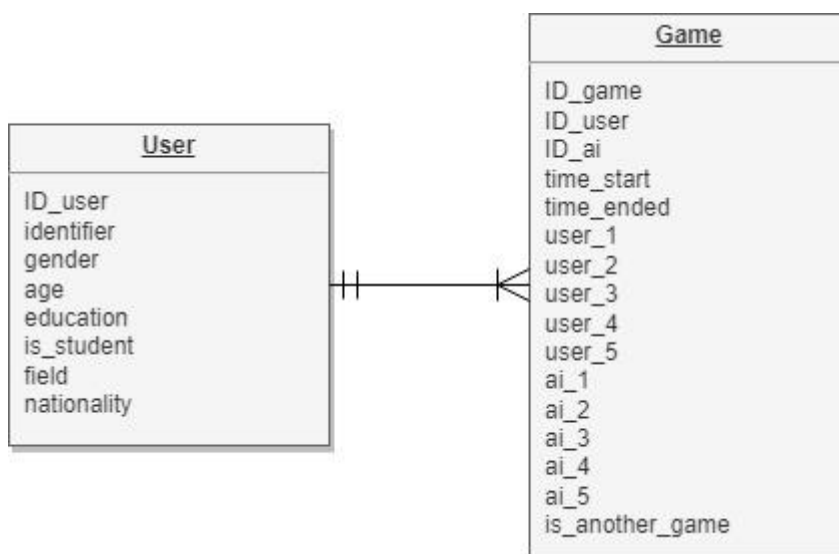 User
ID_user
identifier
gender
age
education
is_student
field
nationality
Game
ID_game
ID_user
ID_ai
time_start
time_ended
user_1
user_2
user_3
user_4
user_5
ai_1
ai_2
ai_3
ai_4
ai_5
is_another_game